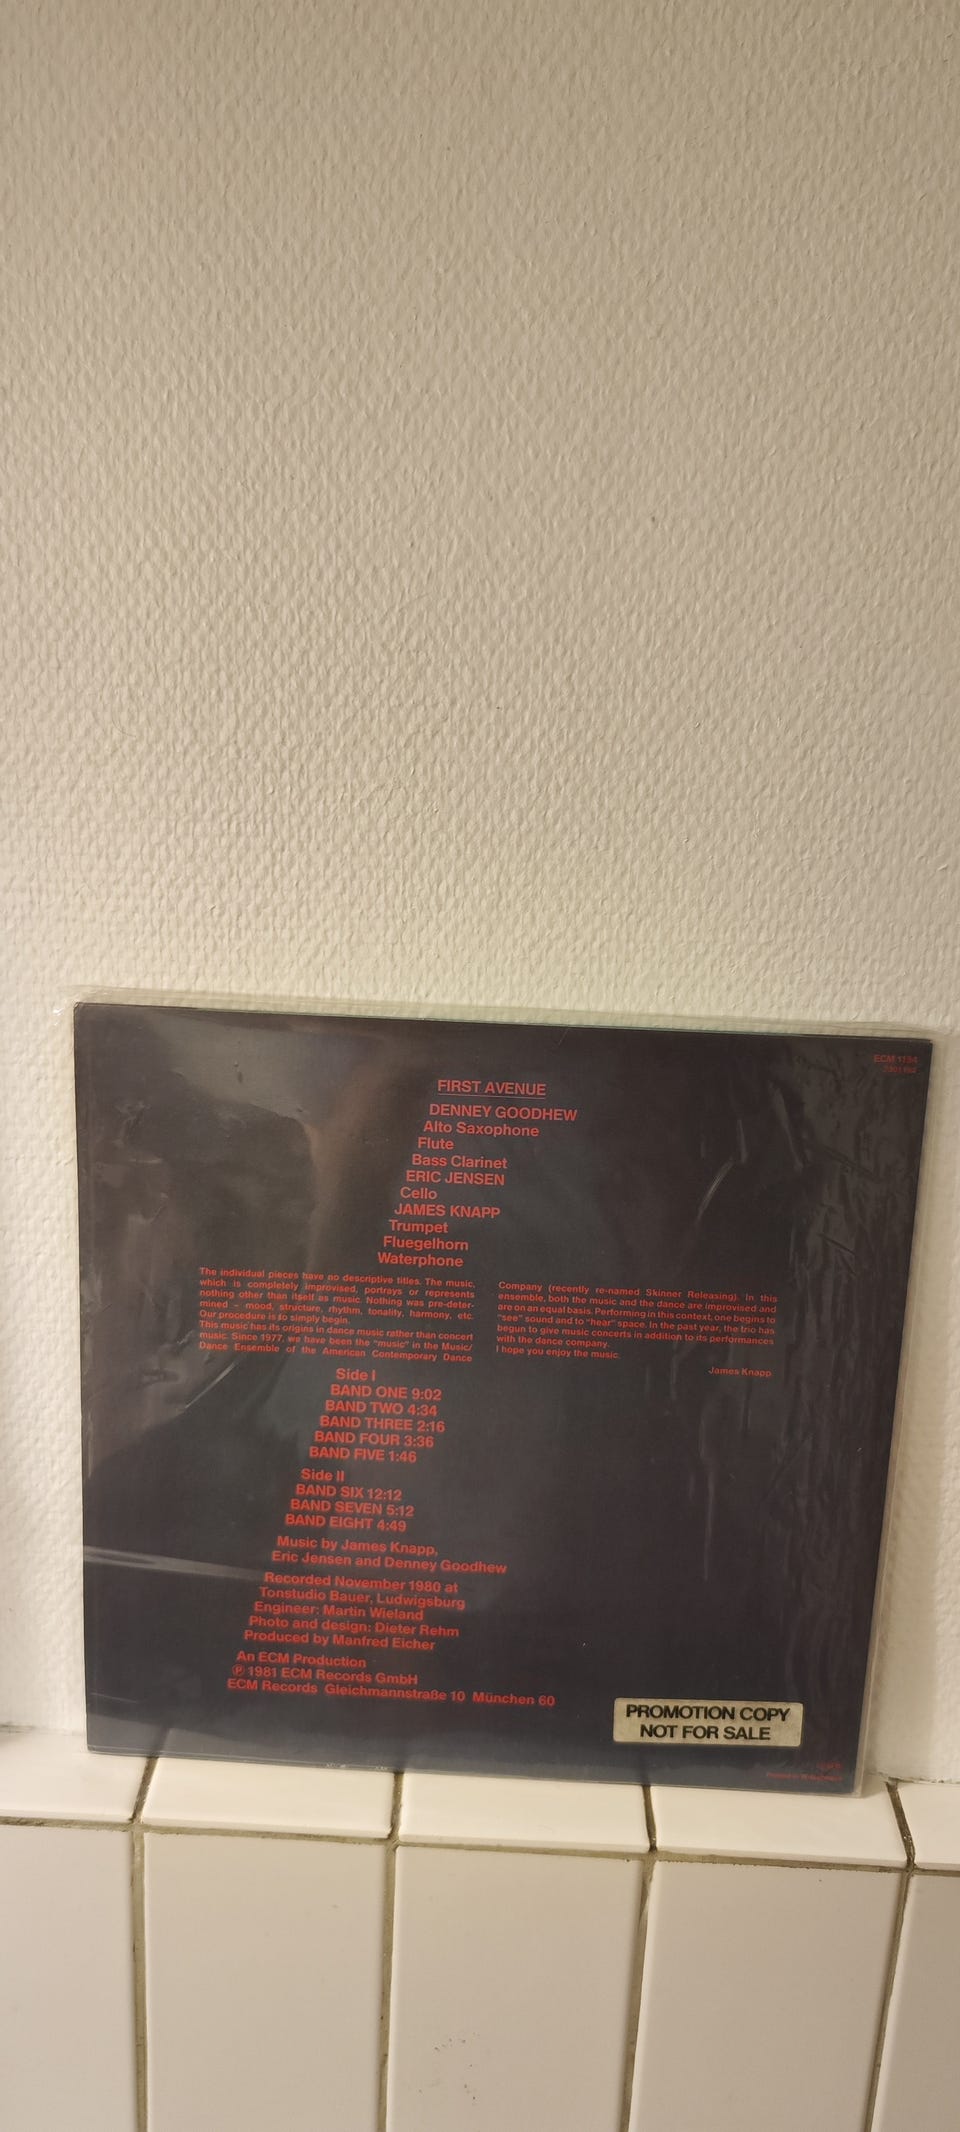 ECM 1194
FIRST AVENUE
DENNEY GOODHEW
Alto Saxophone
Flute
Bass Clarinet
ERIC JENSEN
Cello
JAMES KNAPP
Trumpet
Fluegelhorn
Waterphone
The individual pieces have no descriptive titles. The music,
which is completely improvised, portrays or represents
nothing other than itself as music. Nothing was pre-deter-
mined – mood, structure, rhythm, tonality, harmony, etc.
Our procedure is to simply begin.
This music has its origins in dance music rather than concert
music. Since 1977, we have been the "music" in the Music/
Dance Ensemble of the American Contemporary Dance
Company (recently re-named Skinner Releasing). In this
ensemble, both the music and the dance are improvised and
are on an equal basis. Performing in this context, one begins to
"see" sound and to "hear" space. In the past year, the trio has
begun to give music concerts in addition to its performances
with the dance company.
I hope you enjoy the music.
James Knapp
Side I
BAND ONE 9:02
BAND TWO 4:34
BAND THREE 2:16
BAND FOUR 3:36
BAND FIVE 1:46
Side II
BAND SIX 12:12
BAND SEVEN 5:12
BAND EIGHT 4:49
Music by James Knapp,
Eric Jensen and Denney Goodhew
Recorded November 1980 at
Tonstudio Bauer, Ludwigsburg
Engineer: Martin Wieland
Photo and design: Dieter Rehm
Produced by Manfred Eicher
An ECM Production
℗ 1981 ECM Records GmbH
ECM Records Gleichmannstraße 10 München 60
PROMOTION COPY
NOT FOR SALE
Printed in W.